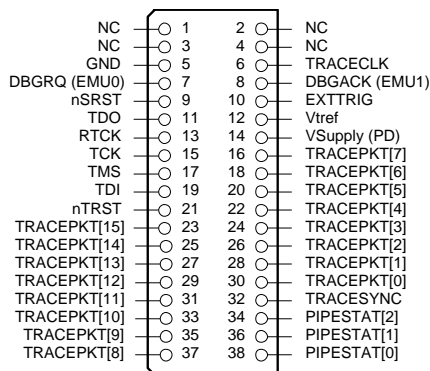 NC 1 2 NC
NC 3 4 NC
GND 5 6 TRACECLK
DBGRQ (EMU0) 7 8 DBGACK (EMU1)
nSRST 9 10 EXTTRIG
TDO 11 12 Vtref
RTCK 13 14 VSupply (PD)
TCK 15 16 TRACEPKT[7]
TMS 17 18 TRACEPKT[6]
TDI 19 20 TRACEPKT[5]
nTRST 21 22 TRACEPKT[4]
TRACEPKT[15] 23 24 TRACEPKT[3]
TRACEPKT[14] 25 26 TRACEPKT[2]
TRACEPKT[13] 27 28 TRACEPKT[1]
TRACEPKT[12] 29 30 TRACEPKT[0]
TRACEPKT[11] 31 32 TRACESYNC
TRACEPKT[10] 33 34 PIPESTAT[2]
TRACEPKT[9] 35 36 PIPESTAT[1]
TRACEPKT[8] 37 38 PIPESTAT[0]